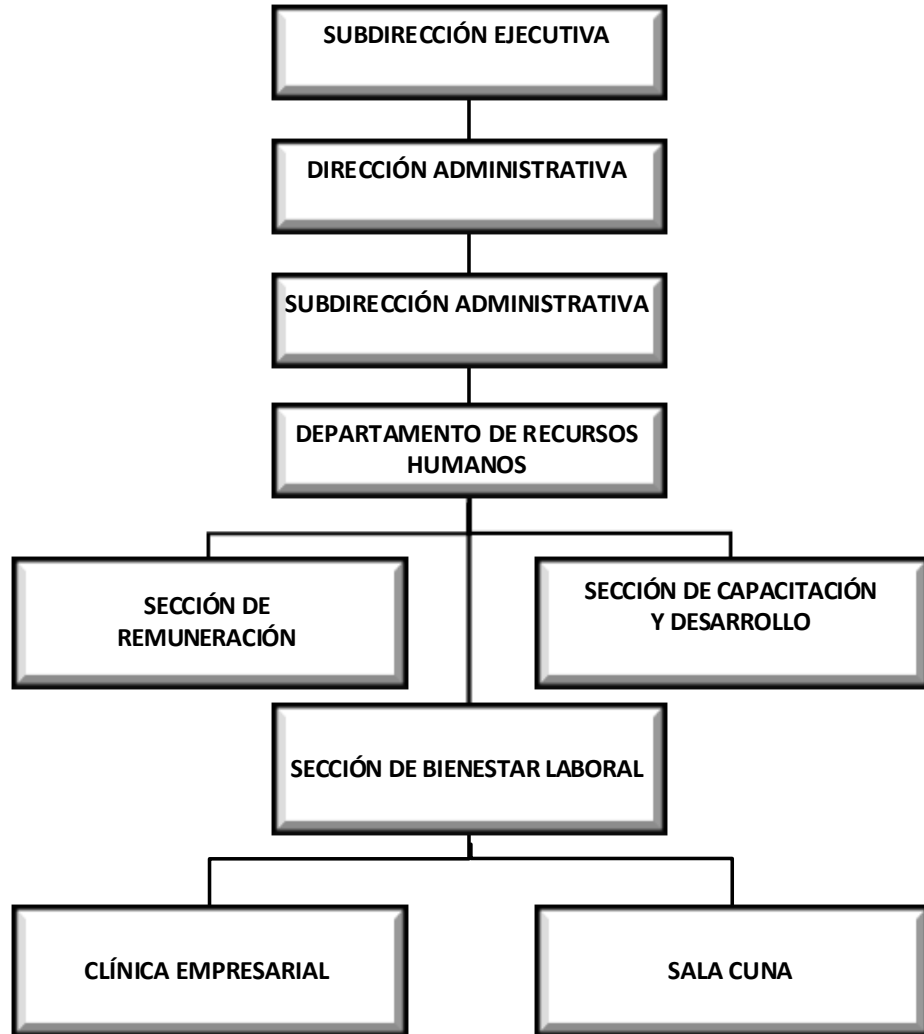 SUBDIRECCIÓN EJECUTIVA
DIRECCIÓN ADMINISTRATIVA
SUBDIRECCIÓN ADMINISTRATIVA
DEPARTAMENTO DE RECURSOS
HUMANOS
SECCIÓN DE
REMUNERACIÓN
SECCIÓN DE CAPACITACIÓN
Y DESARROLLO
SECCIÓN DE BIENESTAR LABORAL
CLÍNICA EMPRESARIAL
SALA CUNA